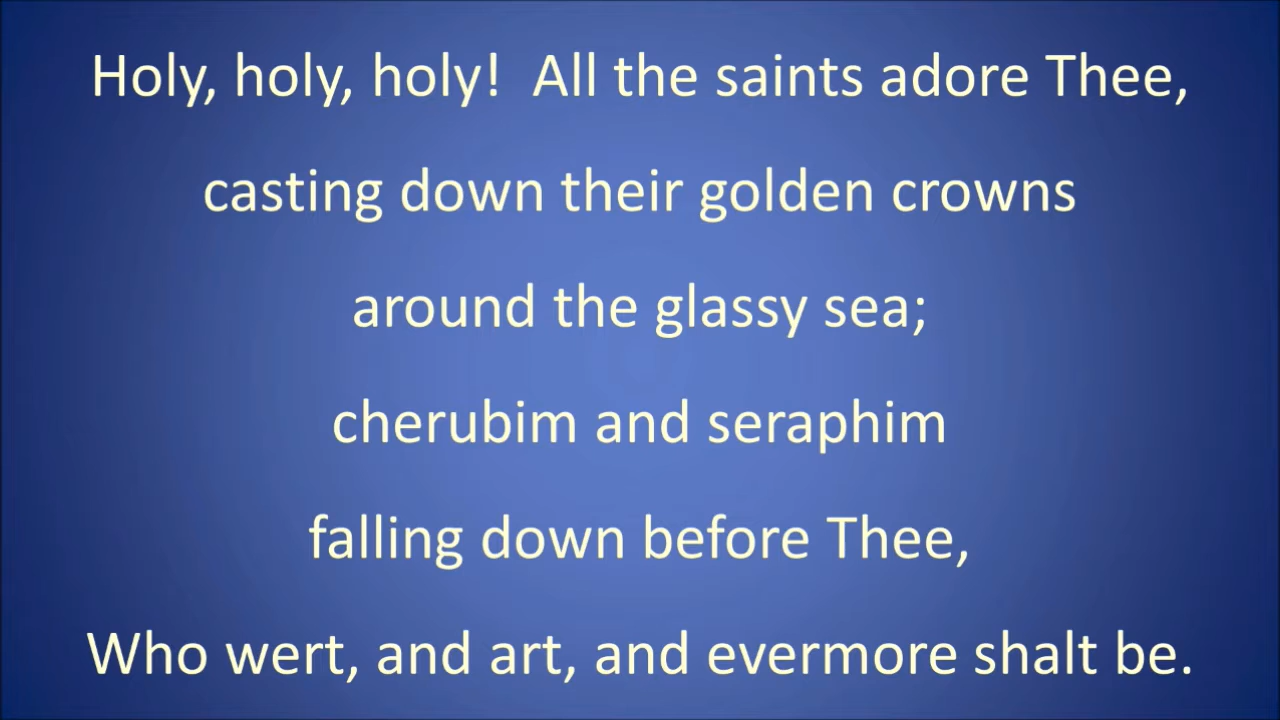 Holy, holy, holy!  All the saints adore Thee,
casting down their golden crowns
around the glassy sea;
cherubim and seraphim
falling down before Thee,
Who wert, and art, and evermore shalt be.